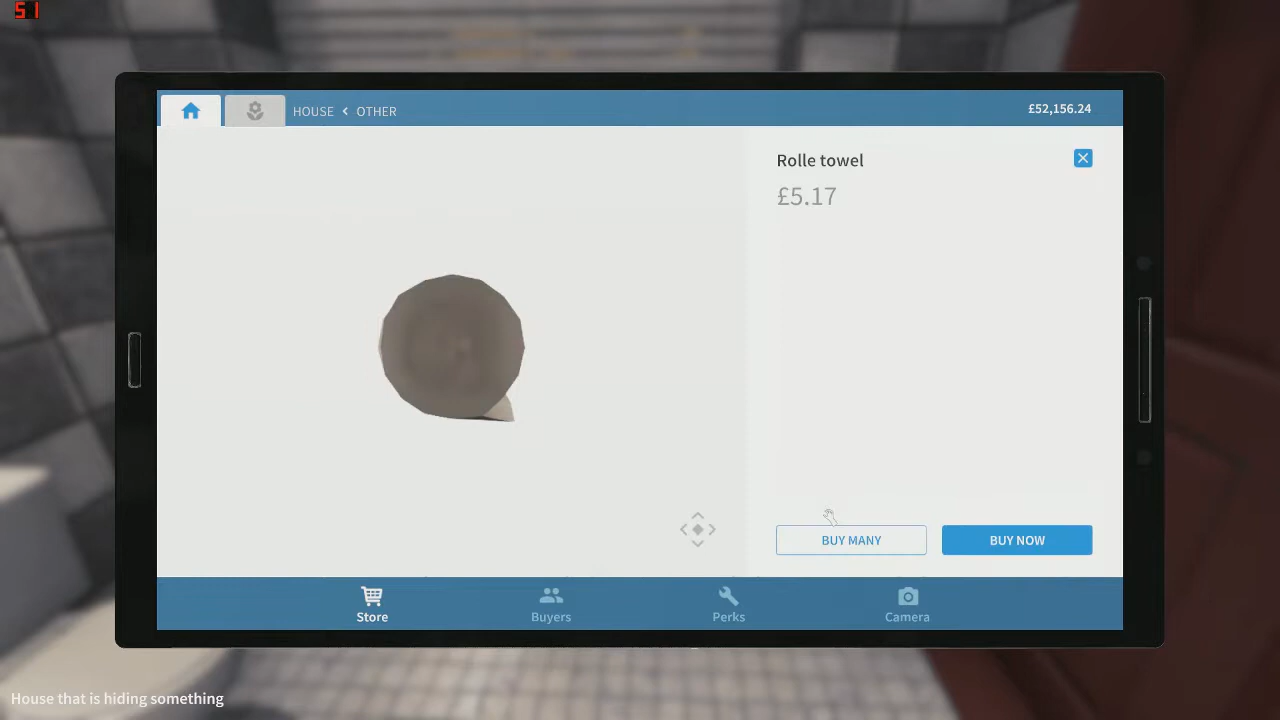 HOUSE < OTHER
£52,156.24
Rolle towel
£5.17
BUY MANY
BUY NOW
Store
Buyers
Perks
Camera
House that is hiding something